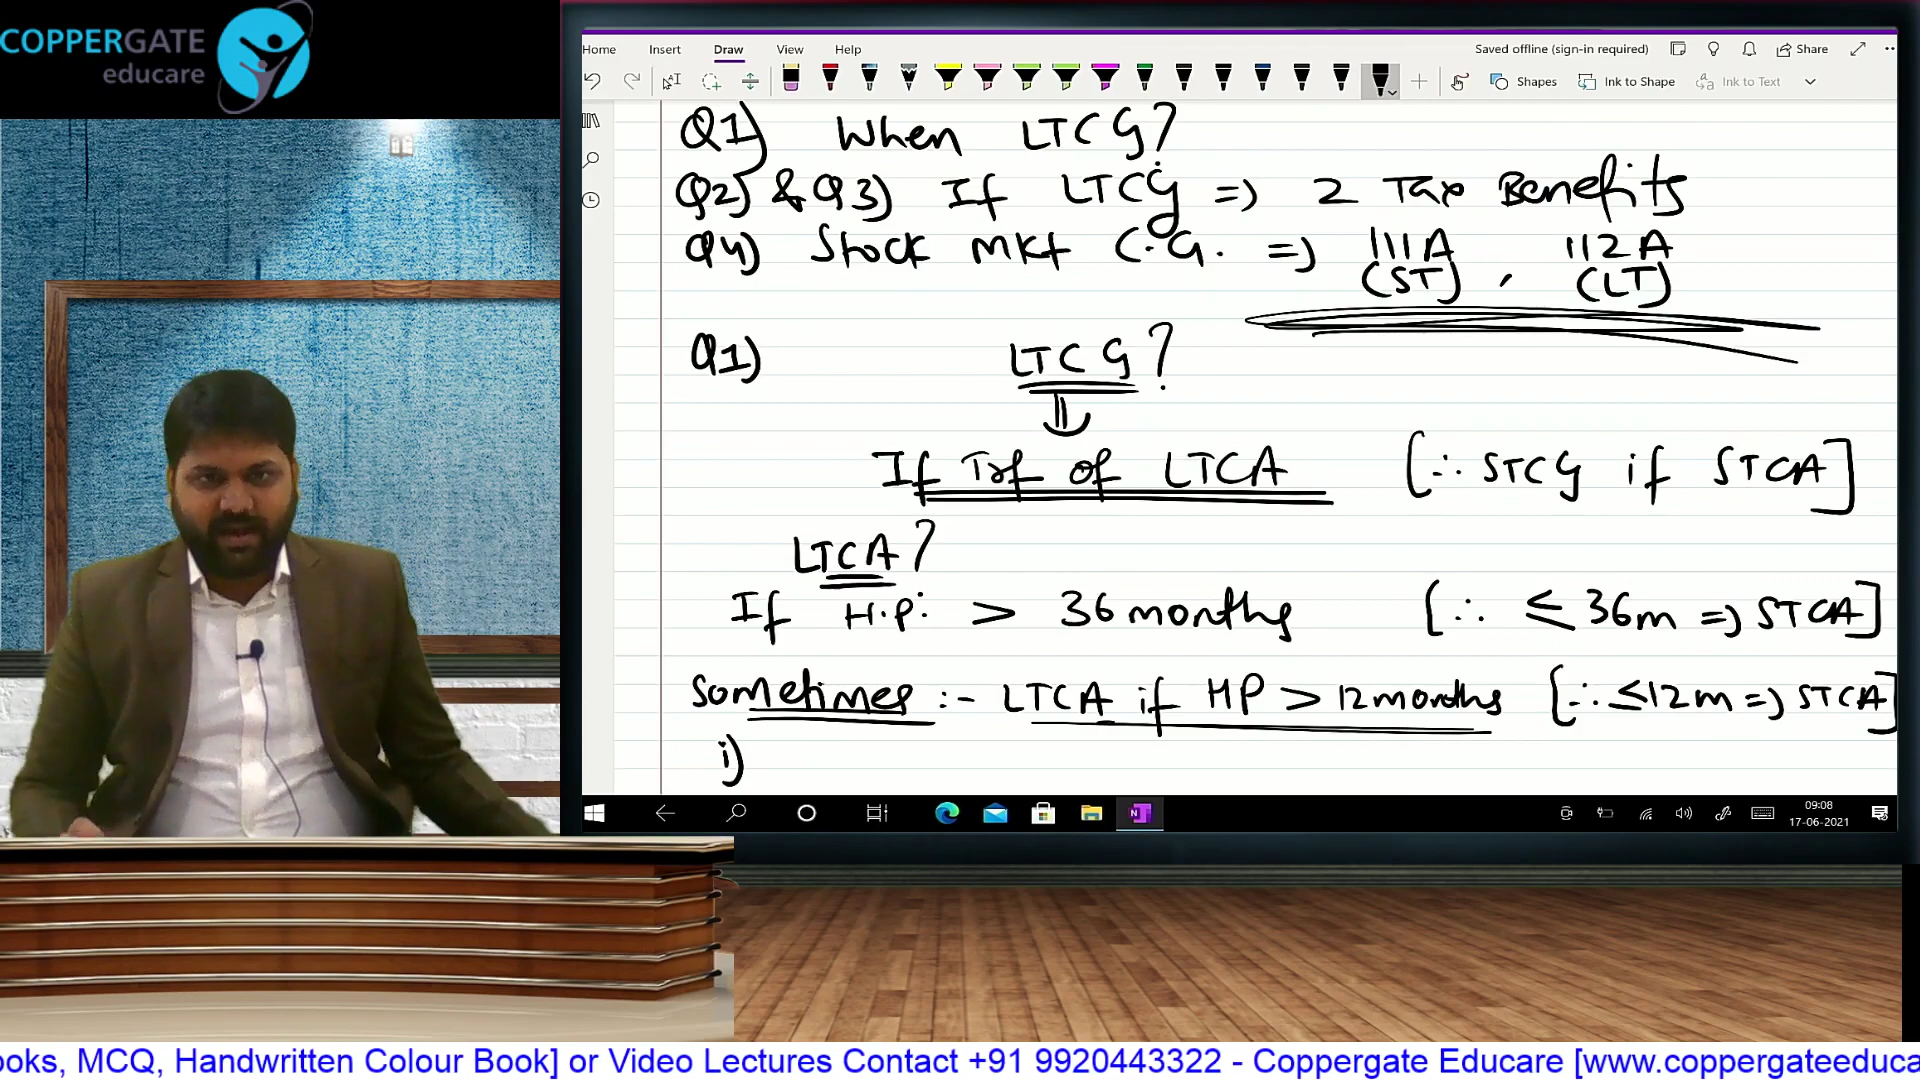 COPPERGATE
educare
Home Insert Draw View Help Saved offline (sign-in required) Share
Shapes Ink to Shape Ink to Text
Q1) When LTCG?
Q2) & Q3) If LTCG => 2 Tax Benefits
Q4) Stock Mkt C.G. => 111A , 112A
(ST) (LT)
Q1) LTCG?
If Trf of LTCA [∴ STCG if STCA]
LTCA?
If H.P. > 36 months [∴ ≤ 36m => STCA]
Sometimes :- LTCA if HP > 12 months [∴ ≤ 12m => STCA]
i)
09:08
17-06-2021
ooks, MCQ, Handwritten Colour Book] or Video Lectures Contact +91 9920443322 - Coppergate Educare [www.coppergateeduca